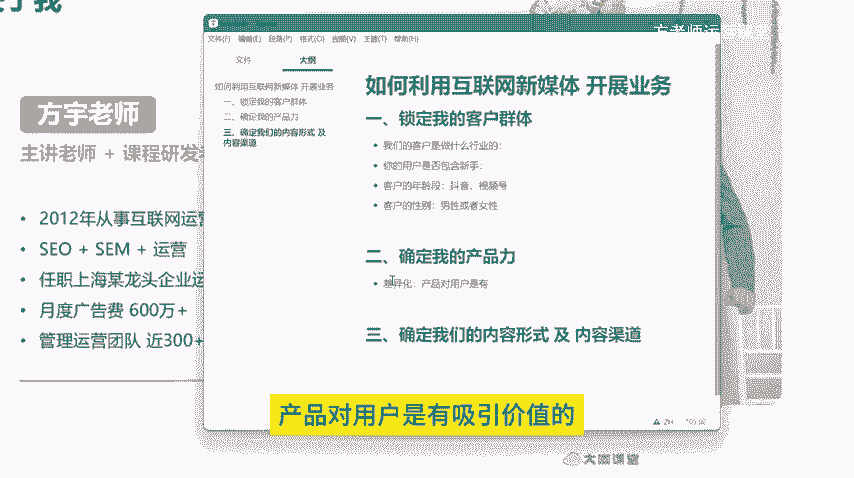 方宇老师
主讲老师 + 课程研发
2012年从事互联网运营
SEO + SEM + 运营
任职上海某龙头企业运
月度广告费 600万+
管理运营团队 近300+
文件(F) 编辑(E) 段落(P) 格式(O) 视图(V) 主题(T) 帮助(H)
文件 大纲
如何利用互联网新媒体 开展业务
一、锁定我的客户群体
二、确定我的产品力
三、确定我们的内容形式 及
内容渠道
如何利用互联网新媒体 开展业务
一、锁定我的客户群体
我们的客户是做什么行业的:
你的用户是否包含新手:
客户的年龄段: 抖音、视频号
客户的性别: 男性或者女性
二、确定我的产品力
差异化: 产品对用户是有
三、确定我们的内容形式 及 内容渠道
产品对用户是有吸引价值的